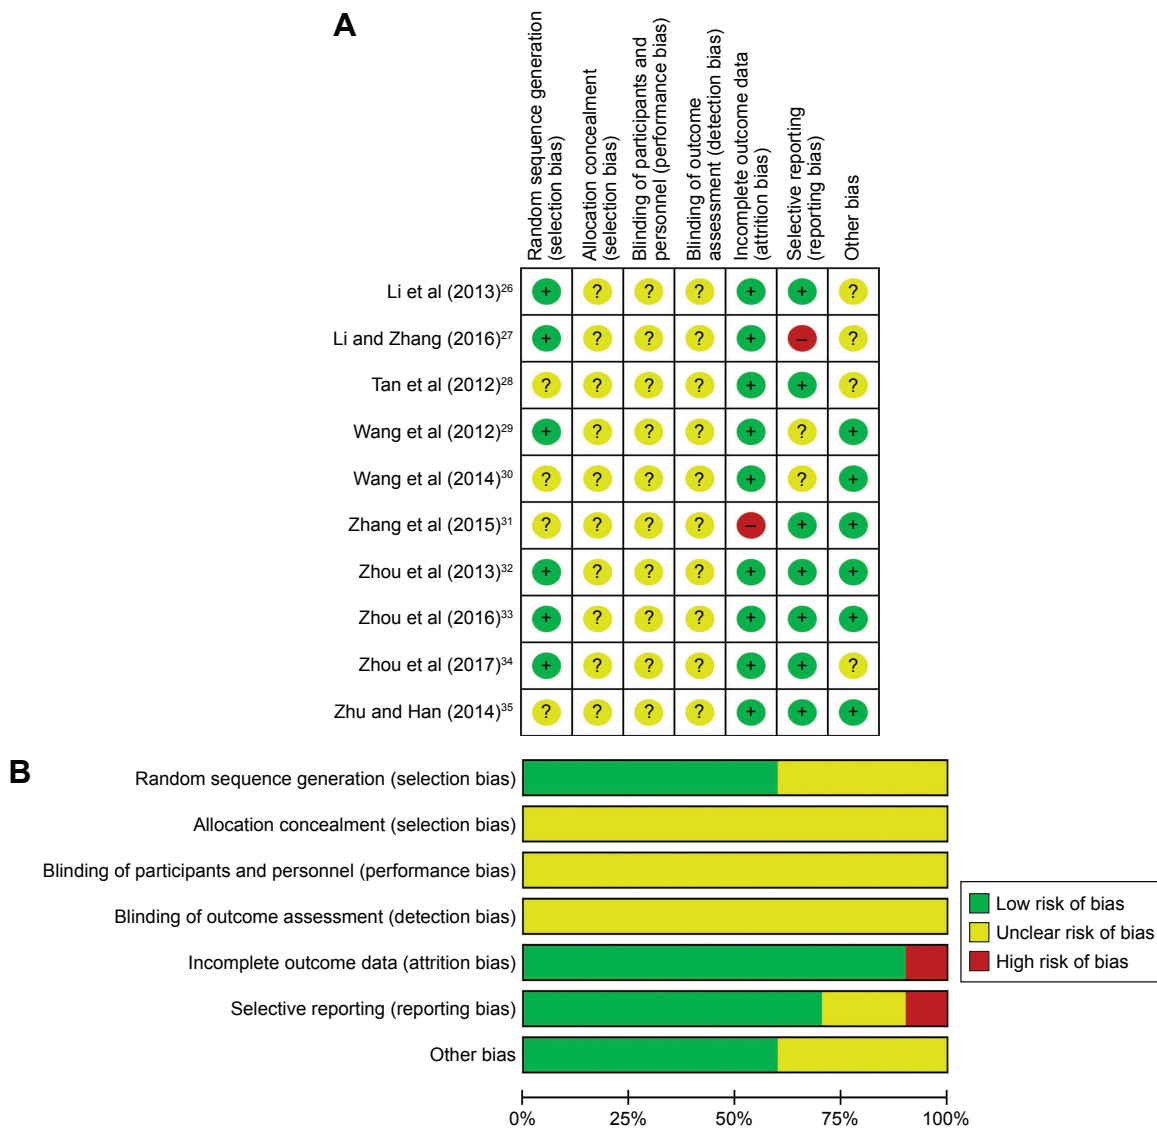 A
Random sequence generation
(selection bias)
Allocation concealment
(selection bias)
Blinding of participants and
personnel (performance bias)
Blinding of outcome
assessment (detection bias)
Incomplete outcome data
(attrition bias)
Selective reporting
(reporting bias)
Other bias
Li et al (2013)²⁶ + ? ? ? + + ?
Li and Zhang (2016)²⁷ + ? ? ? + – ?
Tan et al (2012)²⁸ ? ? ? ? + + ?
Wang et al (2012)²⁹ + ? ? ? + ? +
Wang et al (2014)³⁰ ? ? ? ? + ? +
Zhang et al (2015)³¹ ? ? ? ? – + +
Zhou et al (2013)³² + ? ? ? + + +
Zhou et al (2016)³³ + ? ? ? + + +
Zhou et al (2017)³⁴ + ? ? ? + + ?
Zhu and Han (2014)³⁵ ? ? ? ? + + +
B
Random sequence generation (selection bias)
Allocation concealment (selection bias)
Blinding of participants and personnel (performance bias)
Blinding of outcome assessment (detection bias)
Incomplete outcome data (attrition bias)
Selective reporting (reporting bias)
Other bias
0% 25% 50% 75% 100%
Low risk of bias
Unclear risk of bias
High risk of bias